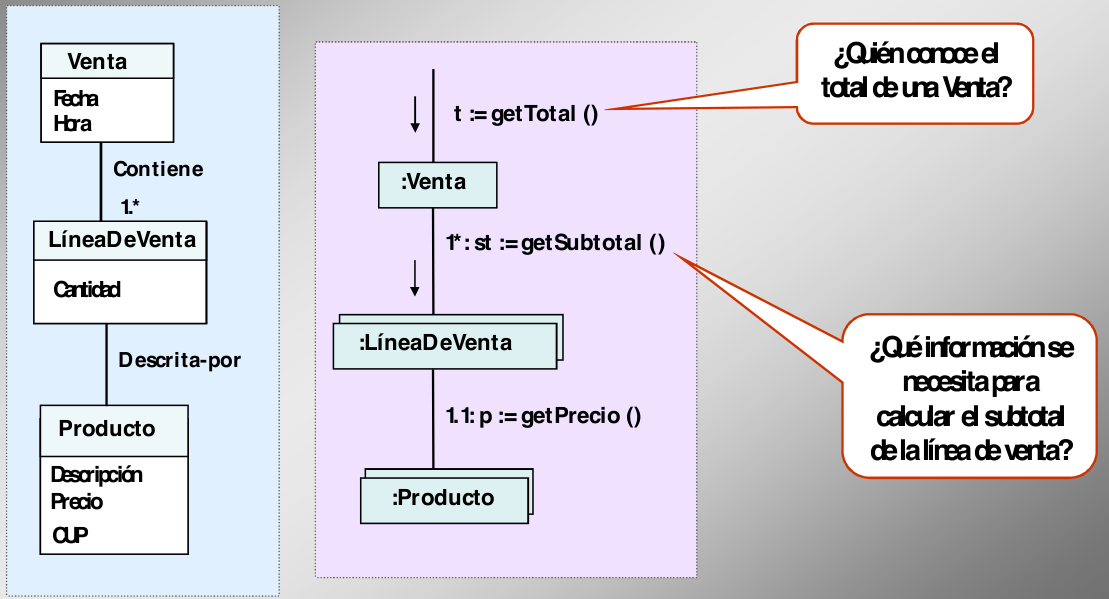 Venta
Fecha
Hora
Contiene
1.*
LíneaDeVenta
Cantidad
Descrita-por
Producto
Descripción
Precio
CUP
t := getTotal ()
:Venta
1*: st := getSubtotal ()
:LíneaDeVenta
1.1: p := getPrecio ()
:Producto
¿Quién conoce el
total de una Venta?
¿Qué información se
necesita para
calcular el subtotal
de la línea de venta?